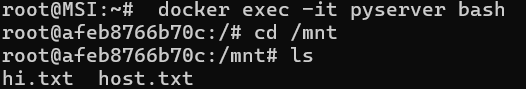 root@MSI:~#  docker exec -it pyserver bash
root@afeb8766b70c:/# cd /mnt
root@afeb8766b70c:/mnt# ls
hi.txt  host.txt